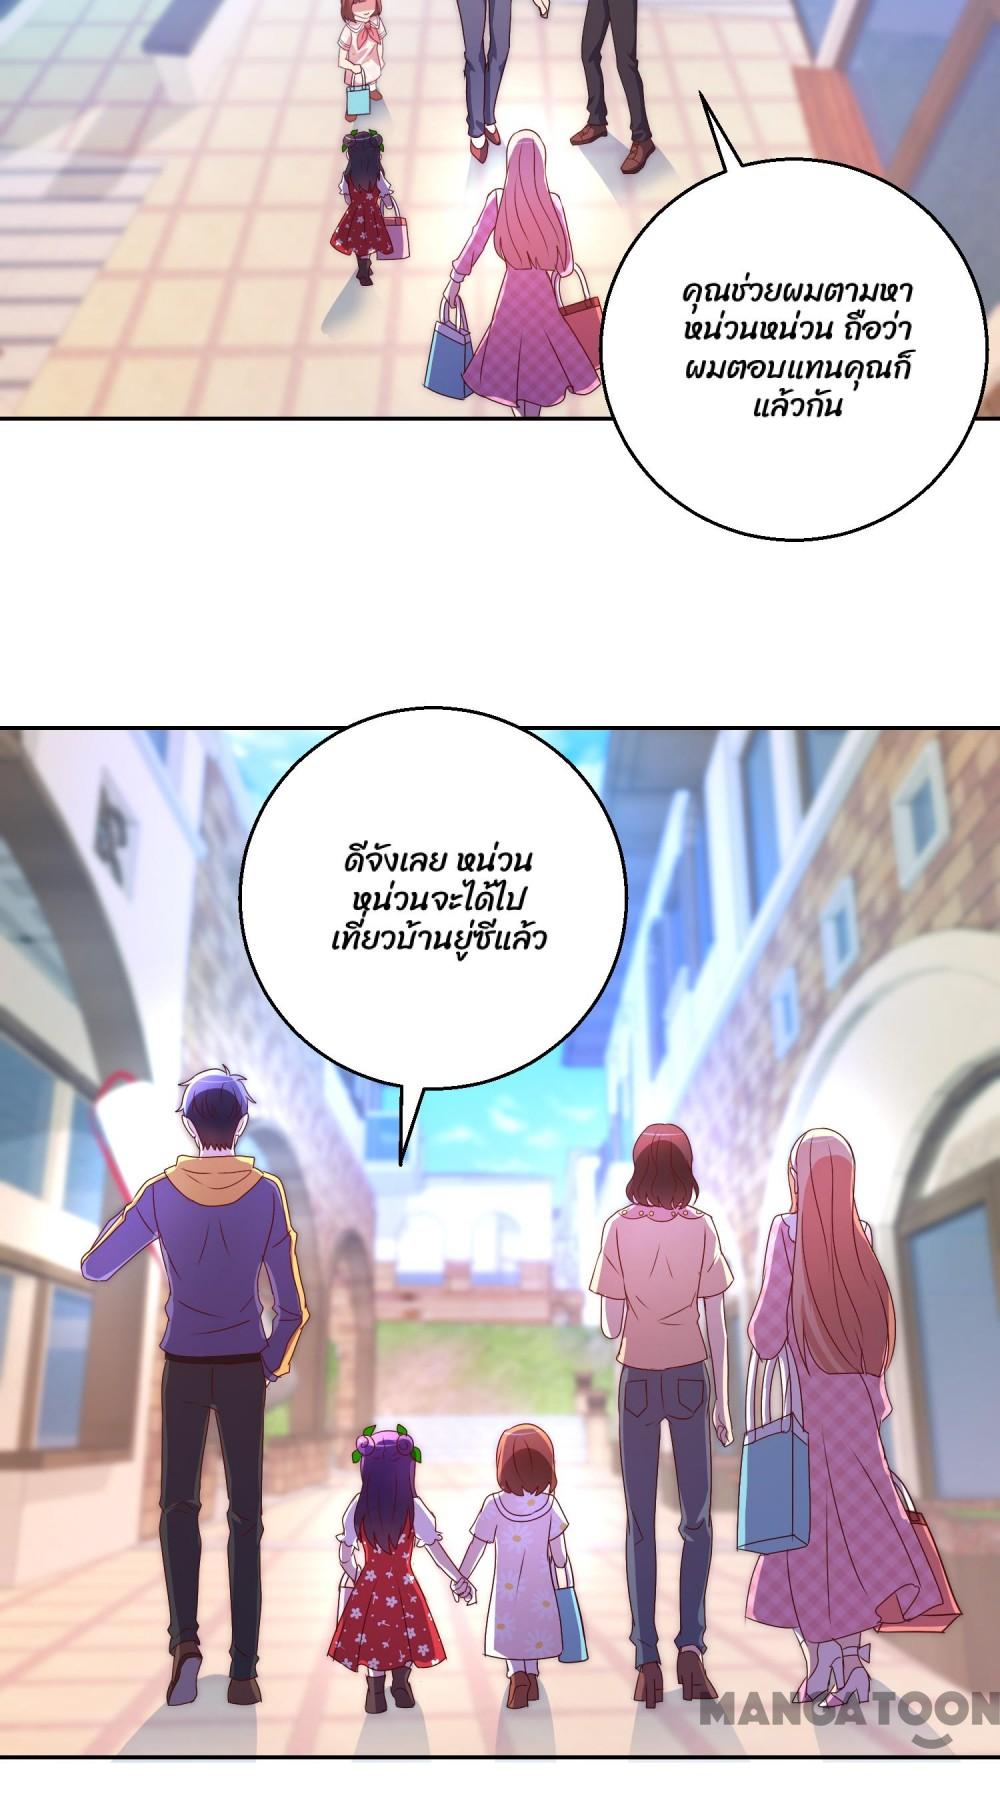 คุณช่วยผมตามหา
หน่วนหน่วน ถือว่า
ผมตอบแทนคุณก็
แล้วกัน
ดีจังเลย หน่วน
หน่วนจะได้ไป
เที่ยวบ้านยู่ซีแล้ว
MANGATOON